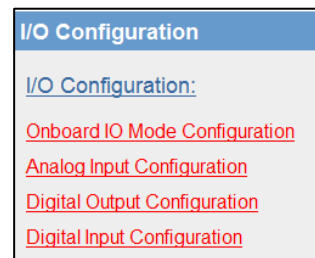 I/O Configuration
I/O Configuration:
Onboard IO Mode Configuration
Analog Input Configuration
Digital Output Configuration
Digital Input Configuration